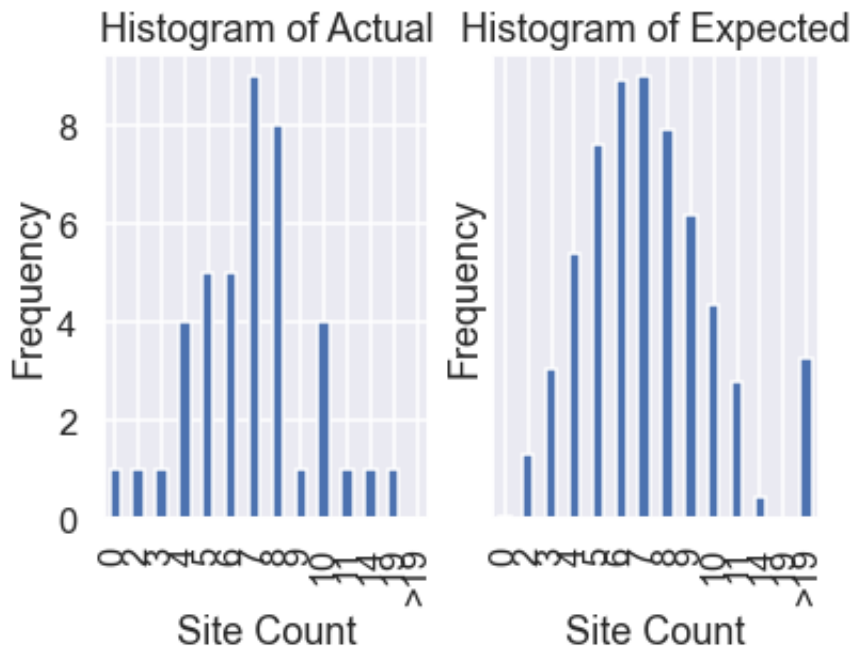 Histogram of Actual
Frequency
8
6
4
2
0
0 2 3 4 5 6 7 8 9 10 11 14 19 >19
Site Count
Histogram of Expected
Frequency
0 2 3 4 5 6 7 8 9 10 11 14 19 >19
Site Count